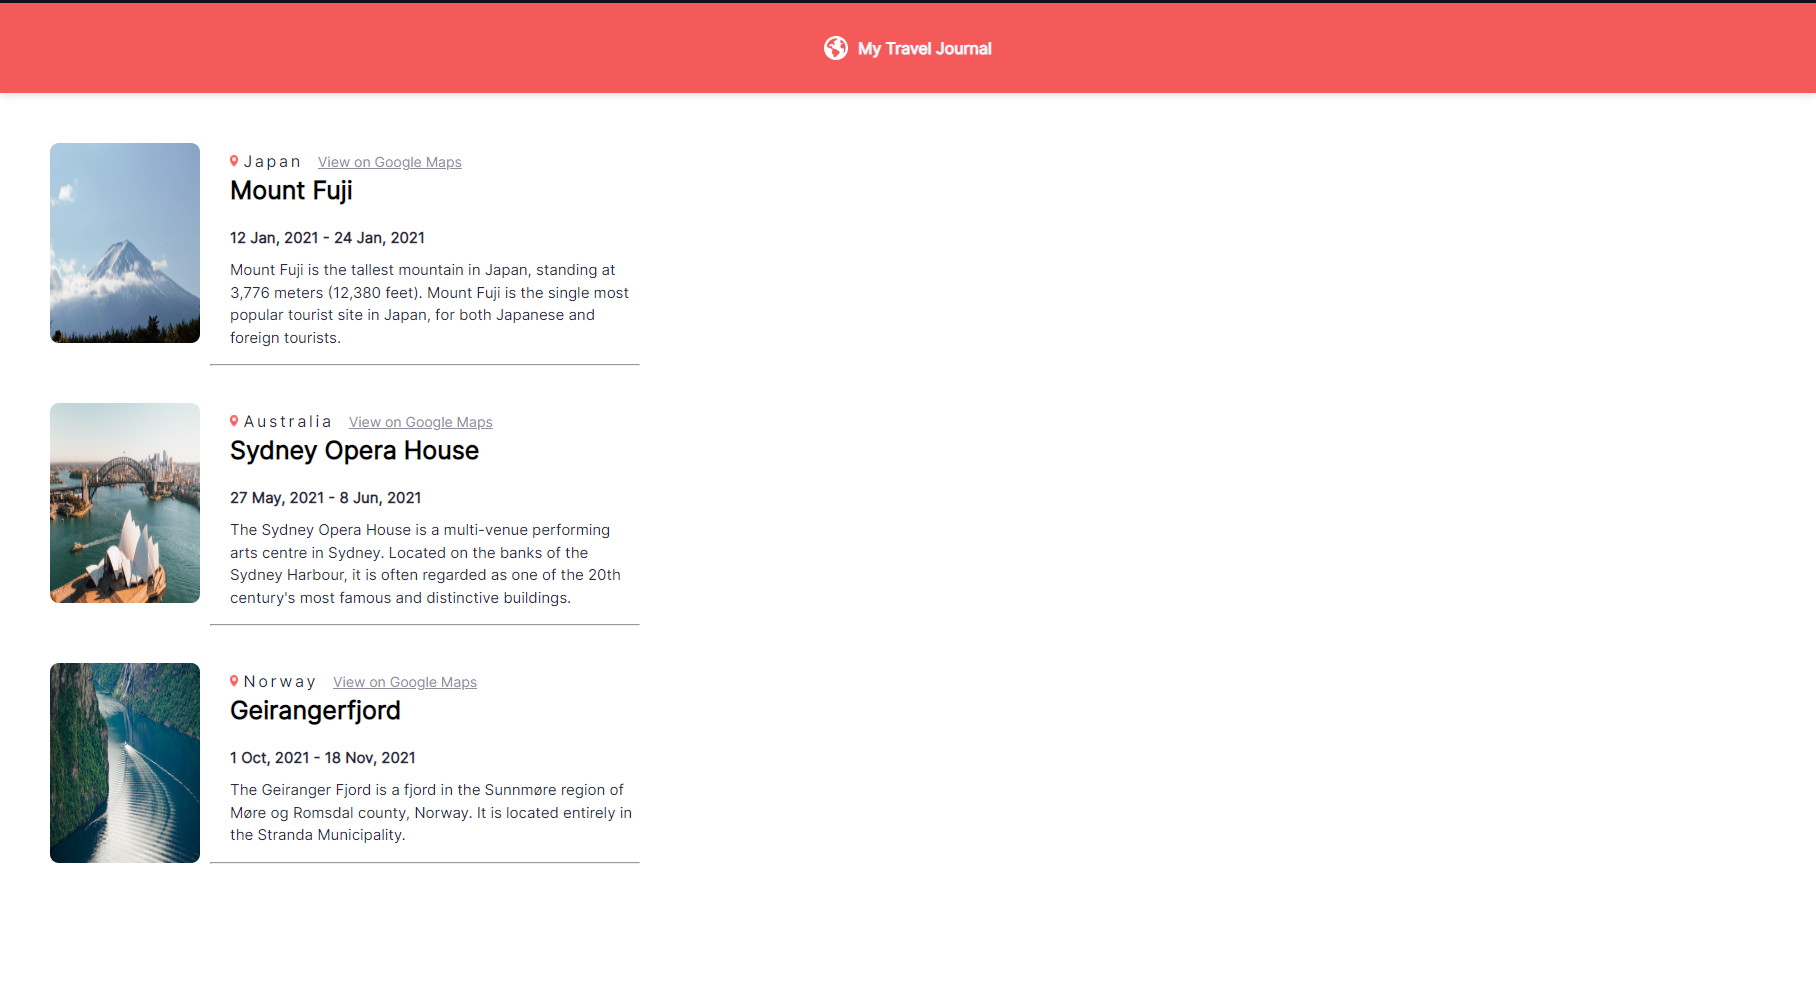 My Travel Journal
Japan View on Google Maps
Mount Fuji
12 Jan, 2021 - 24 Jan, 2021
Mount Fuji is the tallest mountain in Japan, standing at
3,776 meters (12,380 feet). Mount Fuji is the single most
popular tourist site in Japan, for both Japanese and
foreign tourists.
Australia View on Google Maps
Sydney Opera House
27 May, 2021 - 8 Jun, 2021
The Sydney Opera House is a multi-venue performing
arts centre in Sydney. Located on the banks of the
Sydney Harbour, it is often regarded as one of the 20th
century's most famous and distinctive buildings.
Norway View on Google Maps
Geirangerfjord
1 Oct, 2021 - 18 Nov, 2021
The Geiranger Fjord is a fjord in the Sunnmøre region of
Møre og Romsdal county, Norway. It is located entirely in
the Stranda Municipality.